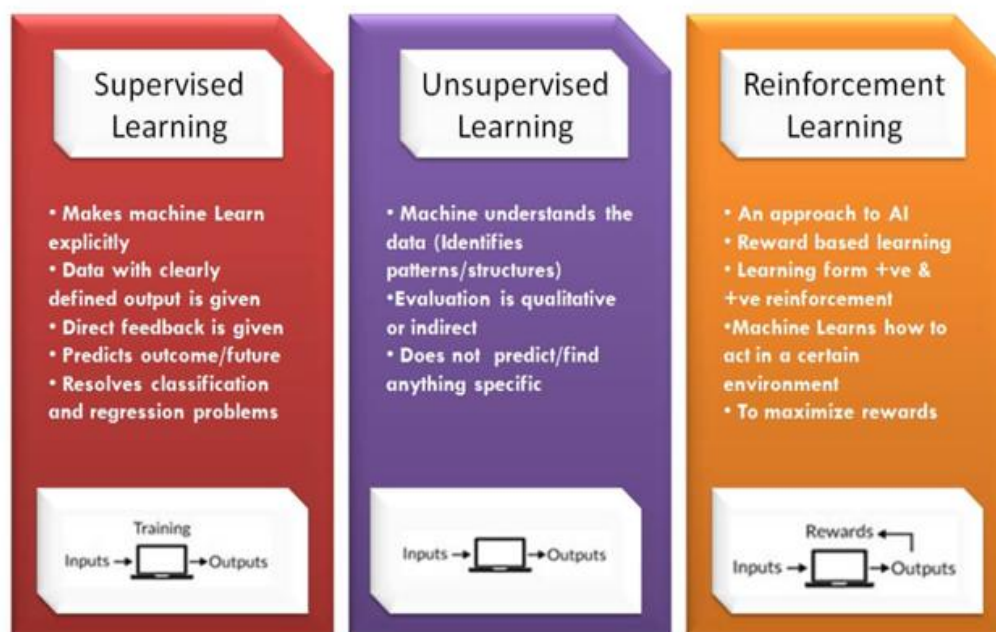 Supervised
Learning
• Makes machine Learn
explicitly
• Data with clearly
defined output is given
• Direct feedback is given
• Predicts outcome/future
• Resolves classification
and regression problems
Training
Inputs
Outputs
Unsupervised
Learning
• Machine understands the
data (Identifies
patterns/structures)
•Evaluation is qualitative
or indirect
• Does not predict/find
anything specific
Inputs
Outputs
Reinforcement
Learning
• An approach to AI
• Reward based learning
• Learning form +ve &
+ve reinforcement
•Machine Learns how to
act in a certain
environment
• To maximize rewards
Rewards
Inputs
Outputs